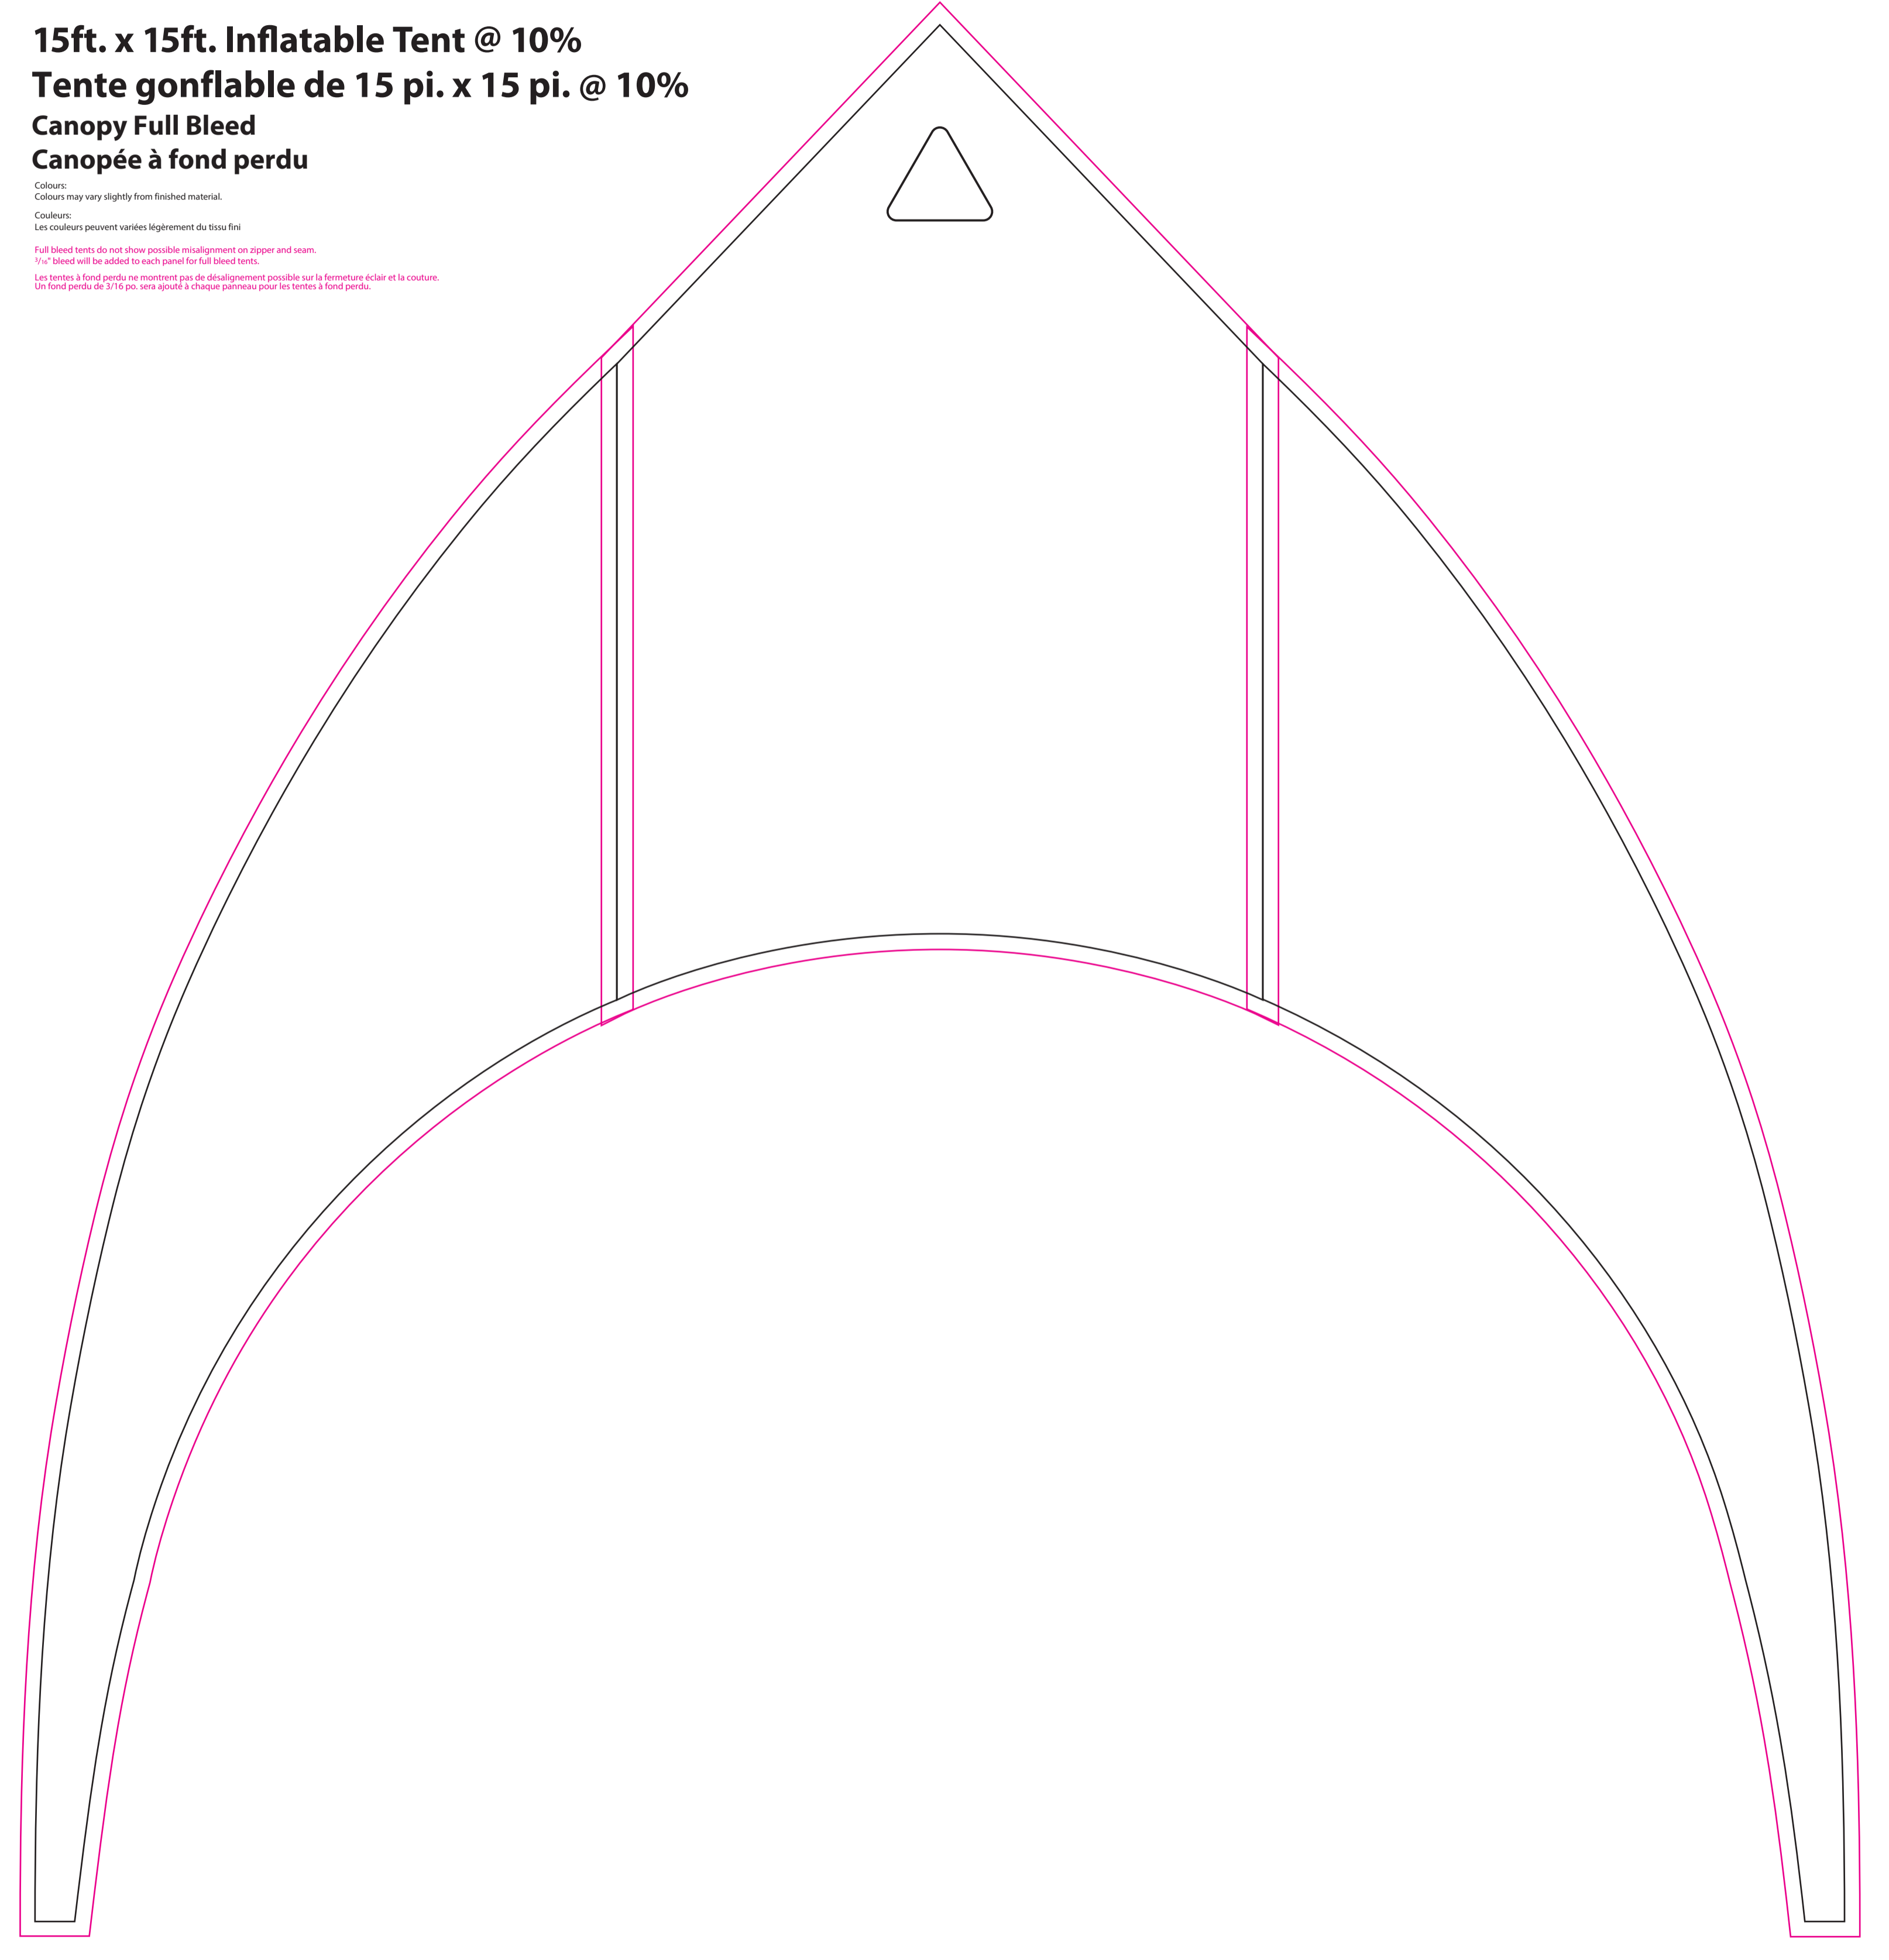 15ft. x 15ft. Inflatable Tent @ 10%
Tente gonflable de 15 pi. x 15 pi. @ 10%
Canopy Full Bleed
Canopée à fond perdu
Colours:
Colours may vary slightly from finished material.
Couleurs:
Les couleurs peuvent variées légèrement du tissu fini
Full bleed tents do not show possible misalignment on zipper and seam.
3/16" bleed will be added to each panel for full bleed tents.
Les tentes à fond perdu ne montrent pas de désalignement possible sur la fermeture éclair et la couture.
Un fond perdu de 3/16 po. sera ajouté à chaque panneau pour les tentes à fond perdu.